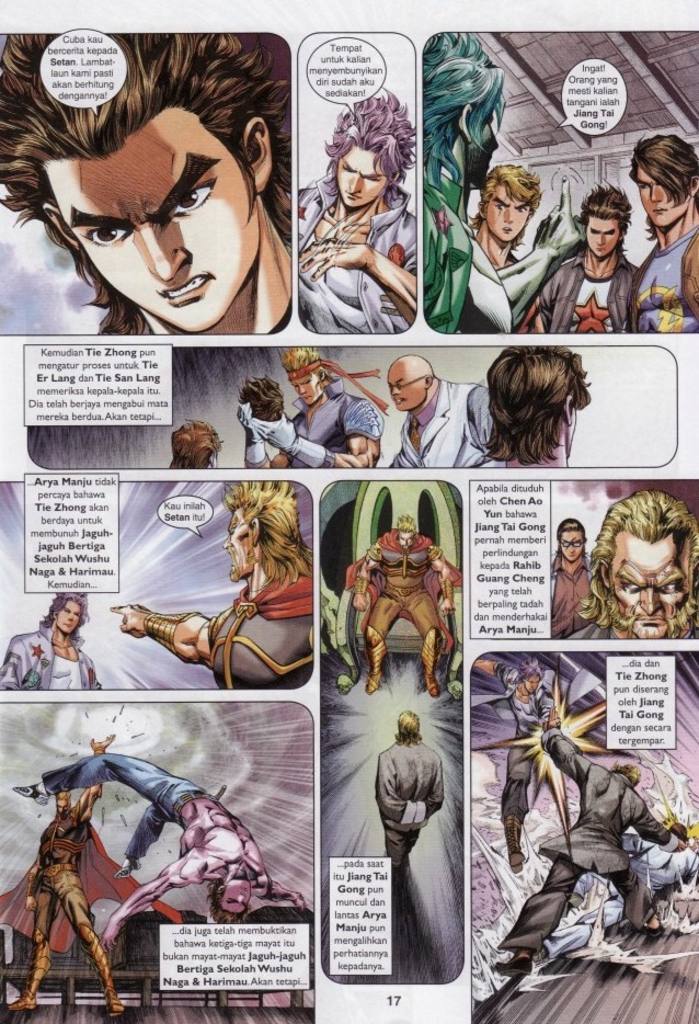 Cuba kau
bercerita kepada
Setan. Lambat-
laun kami pasti
akan berhitung
dengannya!
Tempat
untuk kalian
menyembunyikan
diri sudah aku
sediakan!
Ingat!
Orang yang
mesti kalian
tangani ialah
Jiang Tai
Gong!
Kemudian Tie Zhong pun
mengatur proses untuk Tie
Er Lang dan Tie San Lang
memeriksa kepala-kepala itu.
Dia telah berjaya mengabui mata
mereka berdua. Akan tetapi...
Arya Manju tidak
percaya bahawa
Tie Zhong akan
berdaya untuk
membunuh Jaguh-
jaguh Bertiga
Sekolah Wushu
Naga & Harimau.
Kemudian...
Kau inilah
Setan itu!
Apabila dituduh
oleh Chen Ao
Yun bahawa
Jiang Tai Gong
pernah memberi
perlindungan
kepada Rahib
Guang Cheng
yang telah
berpaling tadah
dan menderhakai
Arya Manju...
...dia dan
Tie Zhong
pun diserang
oleh Jiang
Tai Gong
dengan secara
tergempar.
...dia juga telah memutuskan
bahawa ketiga-tiga mayat itu
bukan mayat-mayat Jaguh-jaguh
Bertiga Sekolah Wushu
Naga & Harimau. Akan tetapi...
...pada saat
itu Jiang Tai
Gong pun
muncul dan
lantas Arya
Manju pun
mengalihkan
perhatiannya
kepadanya.
17